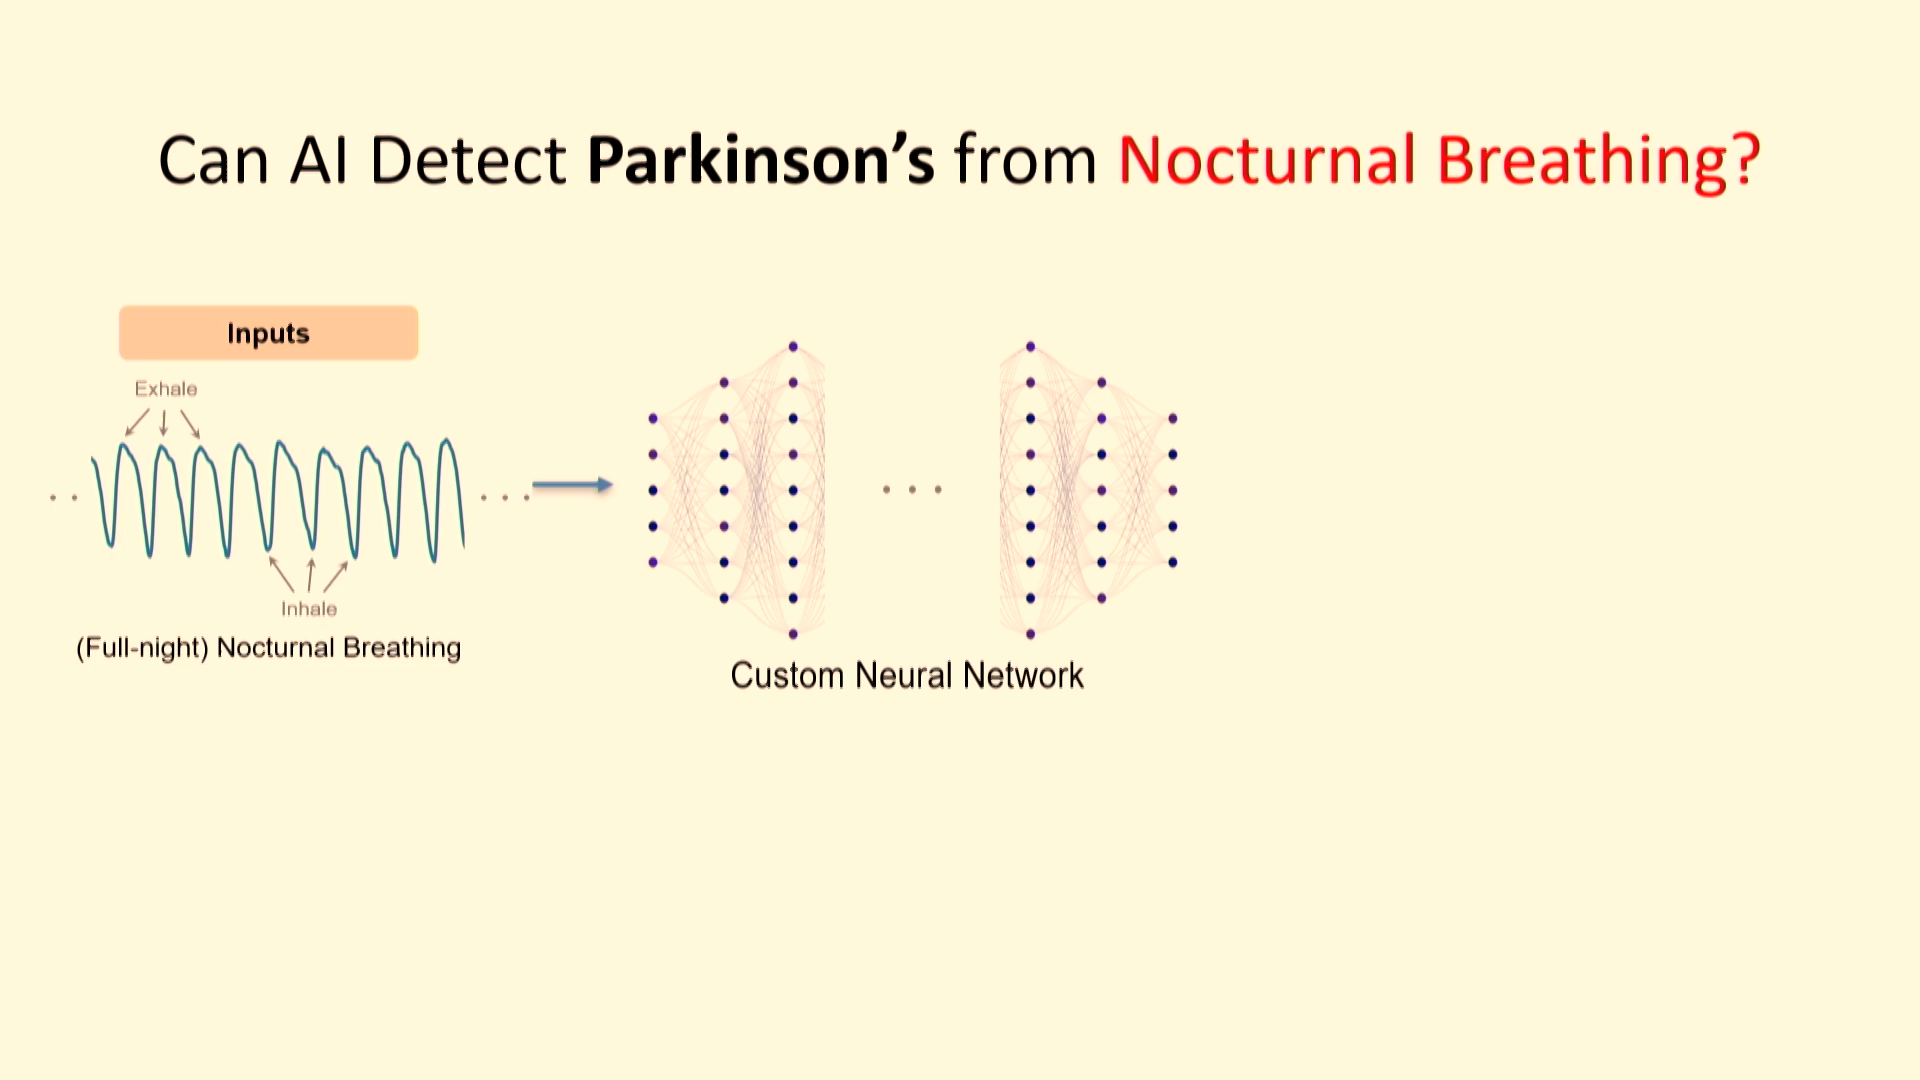 Can AI Detect Parkinson’s from Nocturnal Breathing?
Inputs
Exhale
Inhale
(Full-night) Nocturnal Breathing
Custom Neural Network